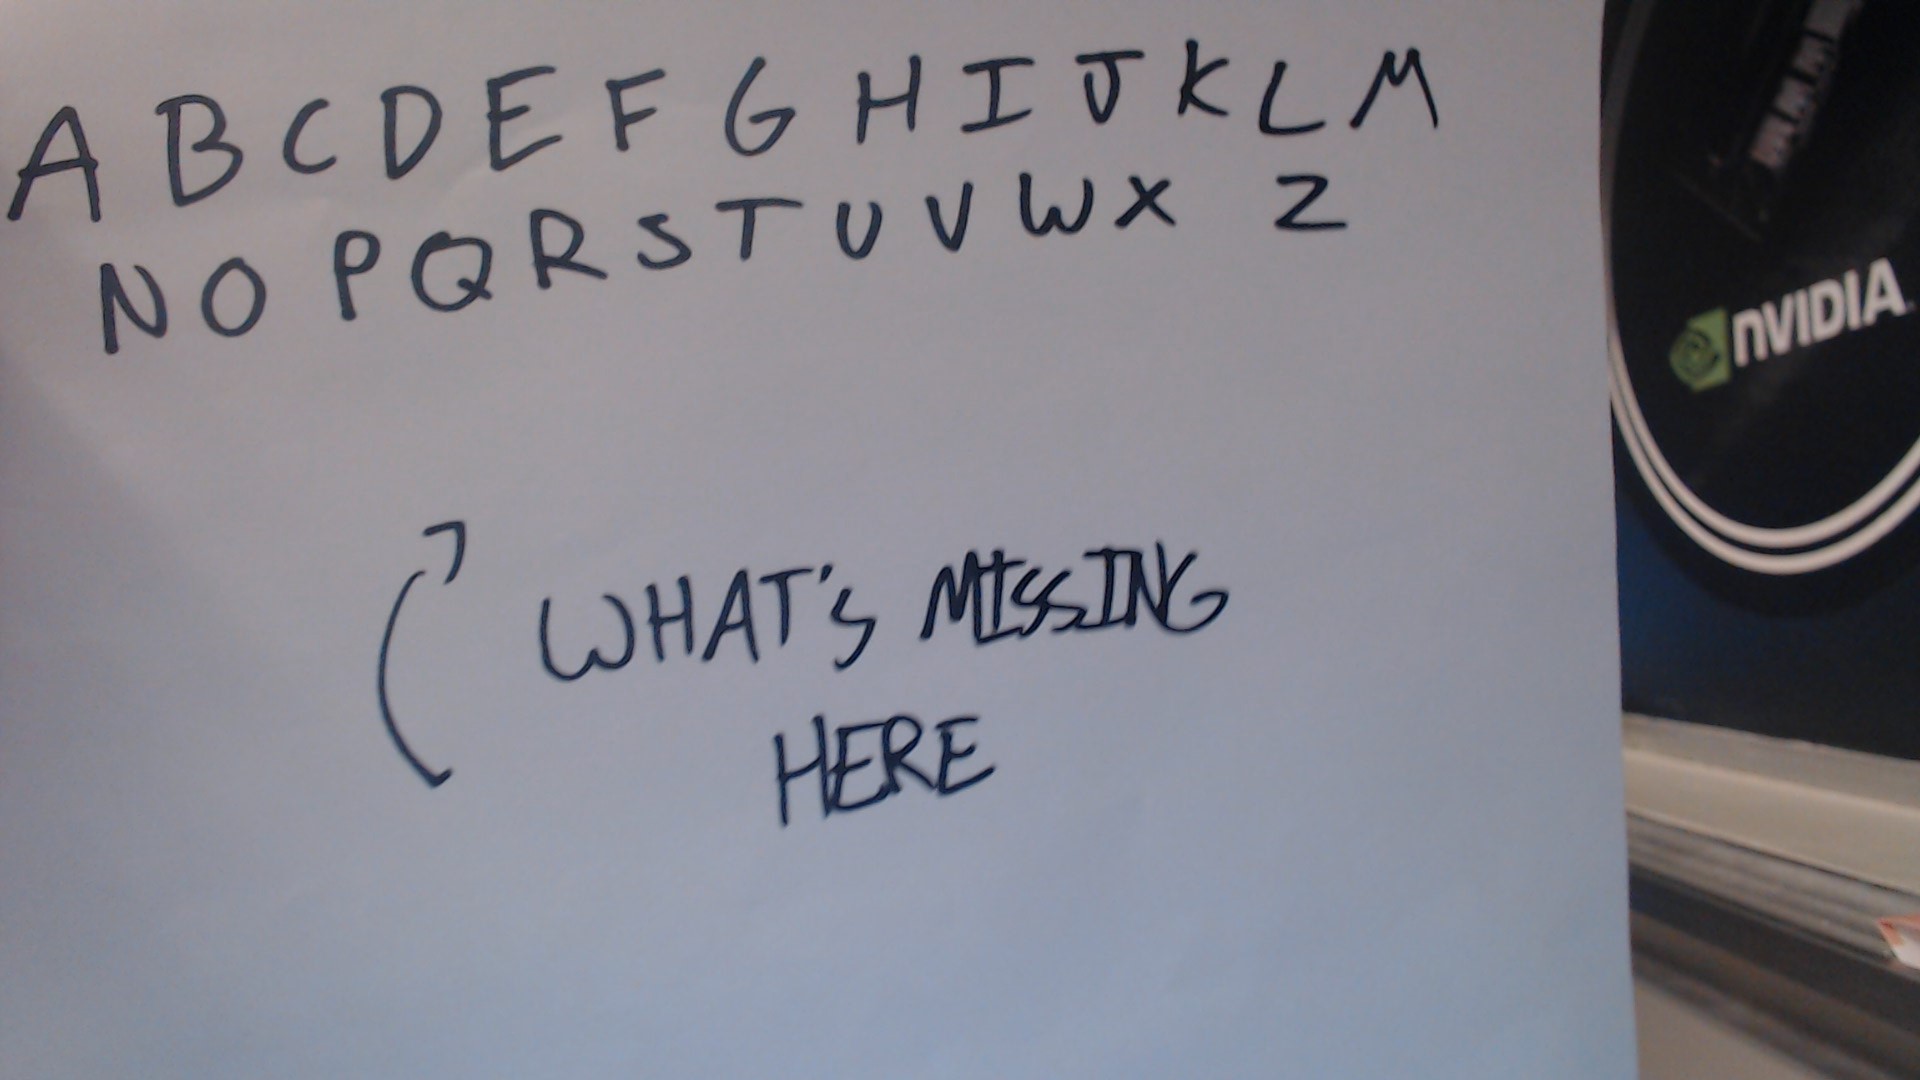 A B C D E F G H I J K L M
N O P Q R S T U V W X Z
WHAT'S MISSING
HERE
nVIDIA